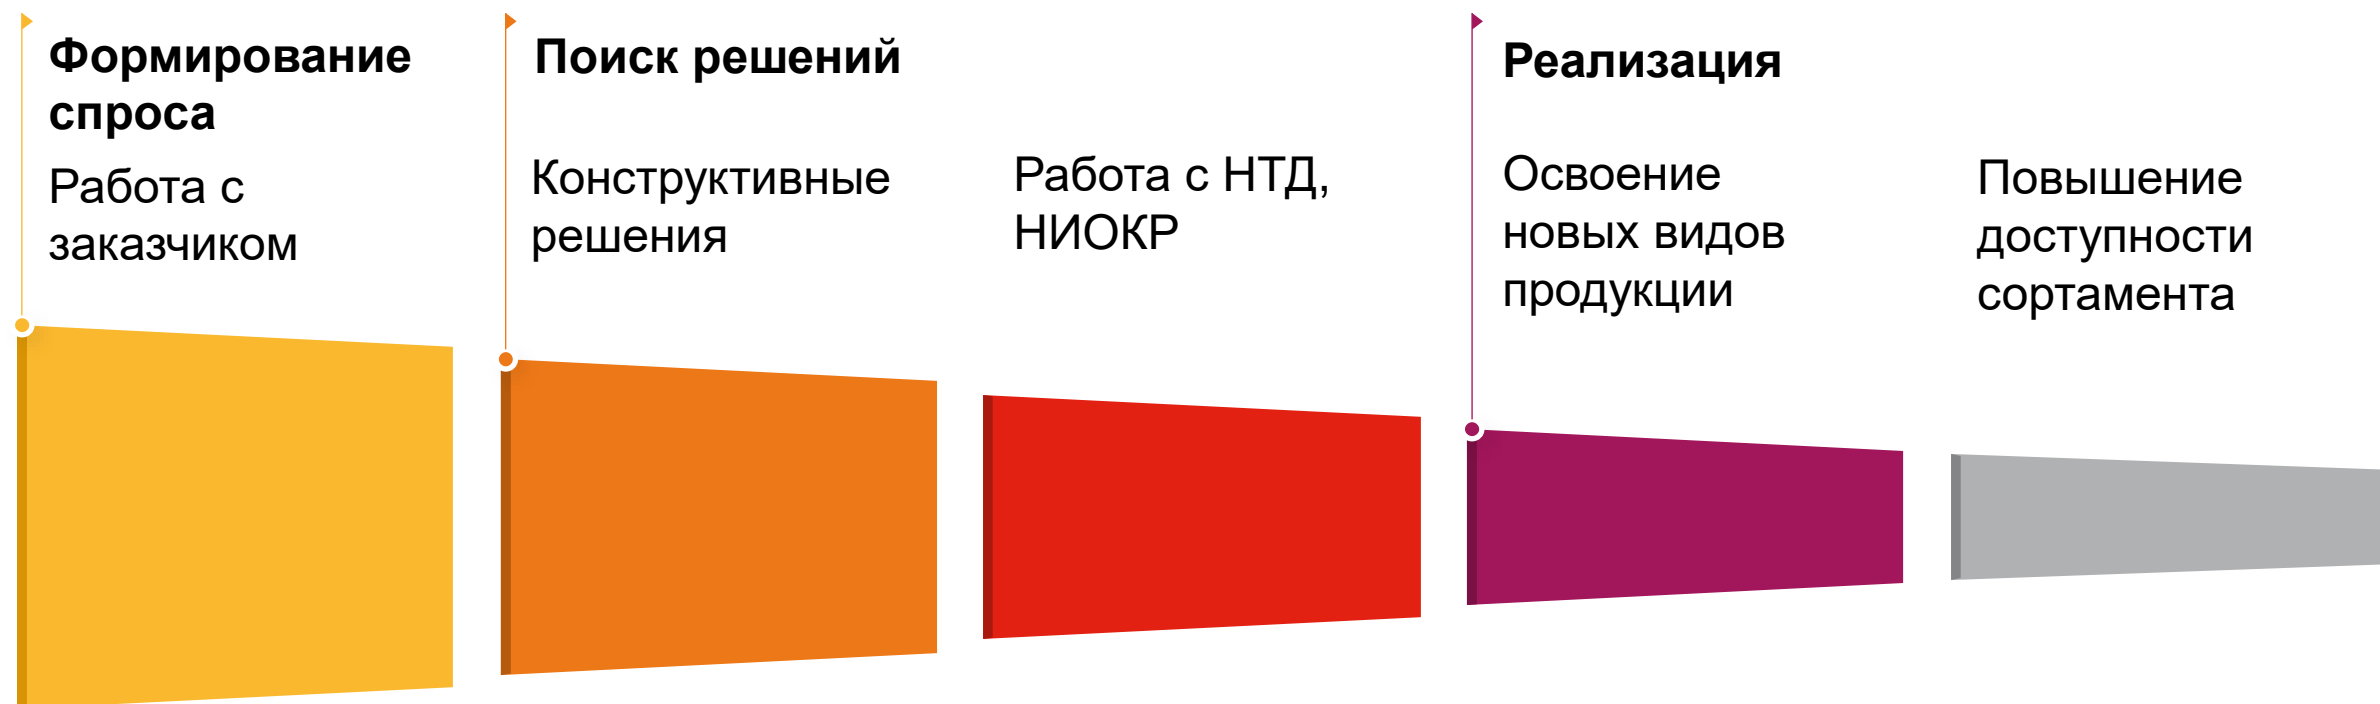 Формирование
спроса
Работа с
заказчиком
Поиск решений
Конструктивные
решения
Работа с НТД,
НИОКР
Реализация
Освоение
новых видов
продукции
Повышение
доступности
сортамента